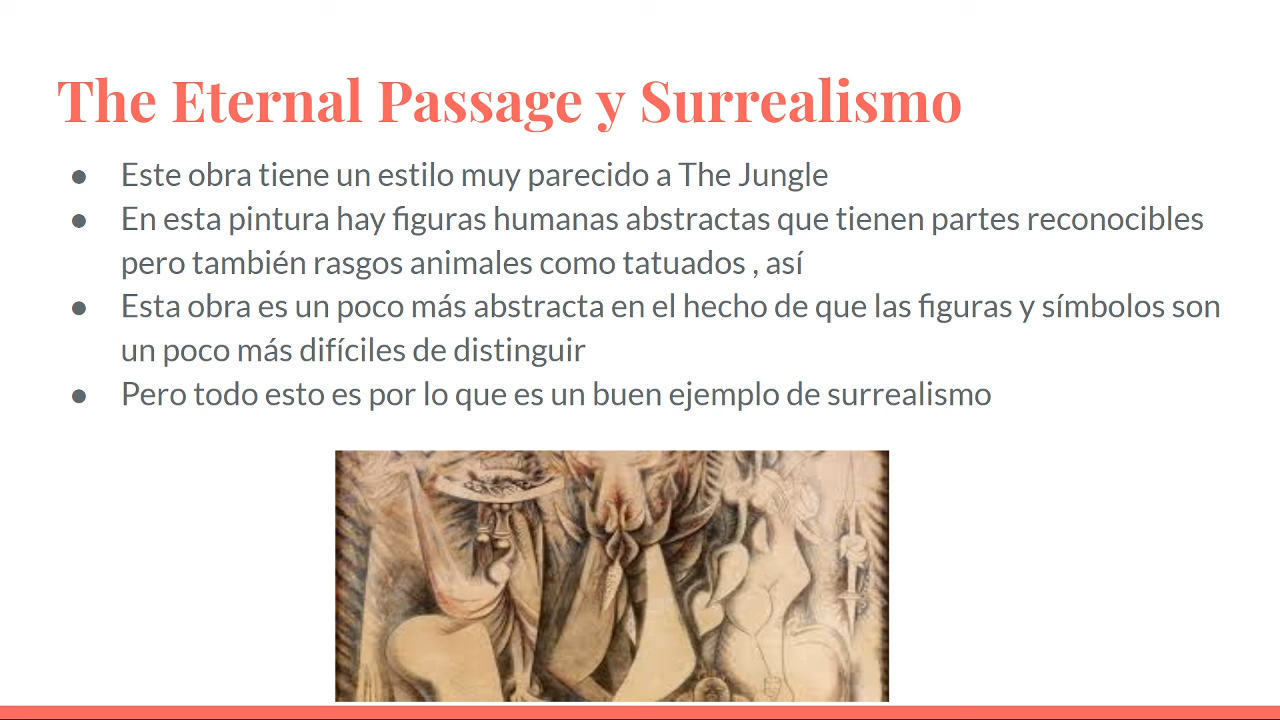 The Eternal Passage y Surrealismo
● Este obra tiene un estilo muy parecido a The Jungle
● En esta pintura hay figuras humanas abstractas que tienen partes reconocibles
pero también rasgos animales como tatuados , así
● Esta obra es un poco más abstracta en el hecho de que las figuras y símbolos son
un poco más difíciles de distinguir
● Pero todo esto es por lo que es un buen ejemplo de surrealismo